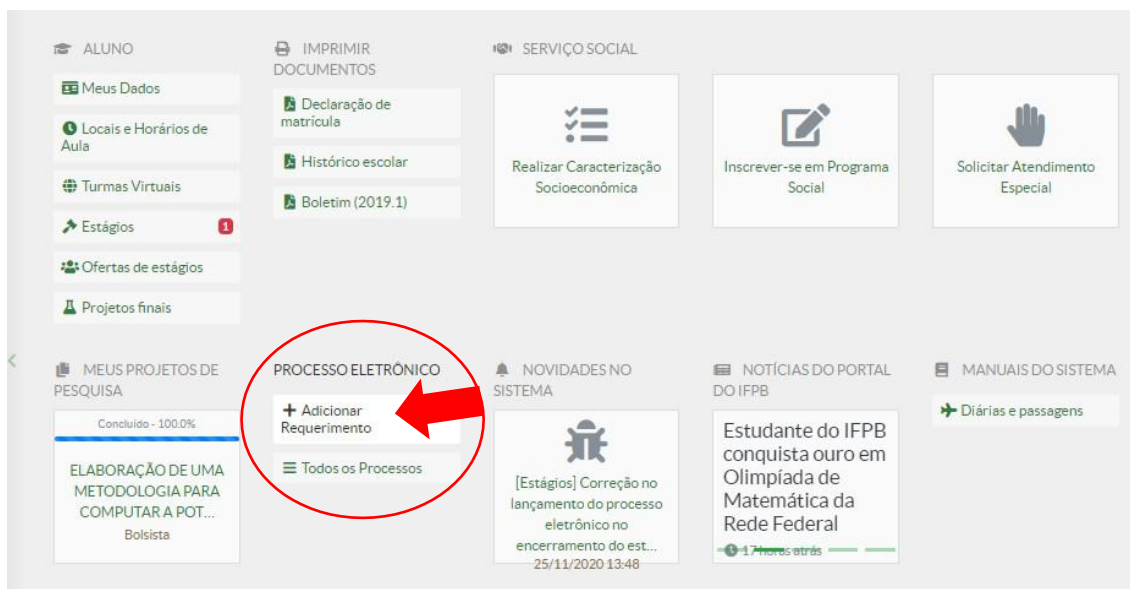 ALUNO
Meus Dados
Locais e Horários de
Aula
Turmas Virtuais
Estágios 1
Ofertas de estágios
Projetos finais
IMPRIMIR
DOCUMENTOS
Declaração de
matrícula
Histórico escolar
Boletim (2019.1)
SERVIÇO SOCIAL
Realizar Caracterização
Socioeconômica
Inscrever-se em Programa
Social
Solicitar Atendimento
Especial
MEUS PROJETOS DE
PESQUISA
Concluído - 100.0%
ELABORAÇÃO DE UMA
METODOLOGIA PARA
COMPUTAR A POT...
Bolsista
PROCESSO ELETRÔNICO
Adicionar
Requerimento
Todos os Processos
NOVIDADES NO
SISTEMA
[Estágios] Correção no
lançamento do processo
eletrônico no
encerramento do est...
25/11/2020 13:48
NOTÍCIAS DO PORTAL
DO IFPB
Estudante do IFPB
conquista ouro em
Olimpíada de
Matemática da
Rede Federal
17 horas atrás
MANUAIS DO SISTEMA
Diárias e passagens